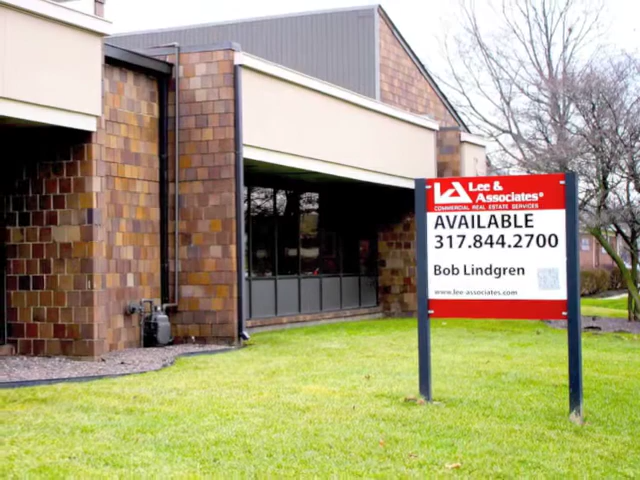 LA Lee &
Associates®
COMMERCIAL REAL ESTATE SERVICES
AVAILABLE
317.844.2700
Bob Lindgren
www.lee-associates.com